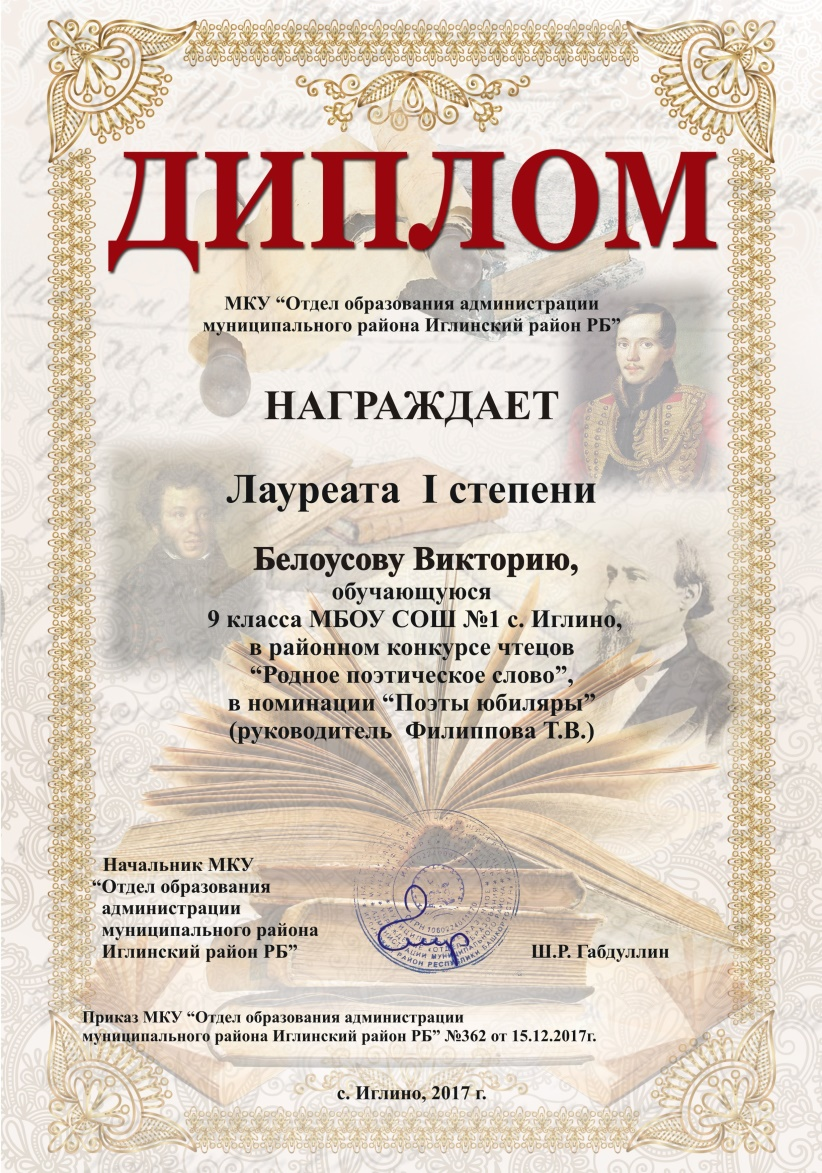 ДИПЛОМ
МКУ “Отдел образования администрации
муниципального района Иглинский район РБ”
НАГРАЖДАЕТ
Лауреата I степени
Белоусову Викторию,
обучающуюся
9 класса МБОУ СОШ №1 с. Иглино,
в районном конкурсе чтецов
“Родное поэтическое слово”,
в номинации “Поэты юбиляры”
(руководитель Филиппова Т.В.)
Начальник МКУ
“Отдел образования
администрации
муниципального района
Иглинский район РБ”
Ш.Р. Габдуллин
Приказ МКУ “Отдел образования администрации
муниципального района Иглинский район РБ” №362 от 15.12.2017г.
с. Иглино, 2017 г.